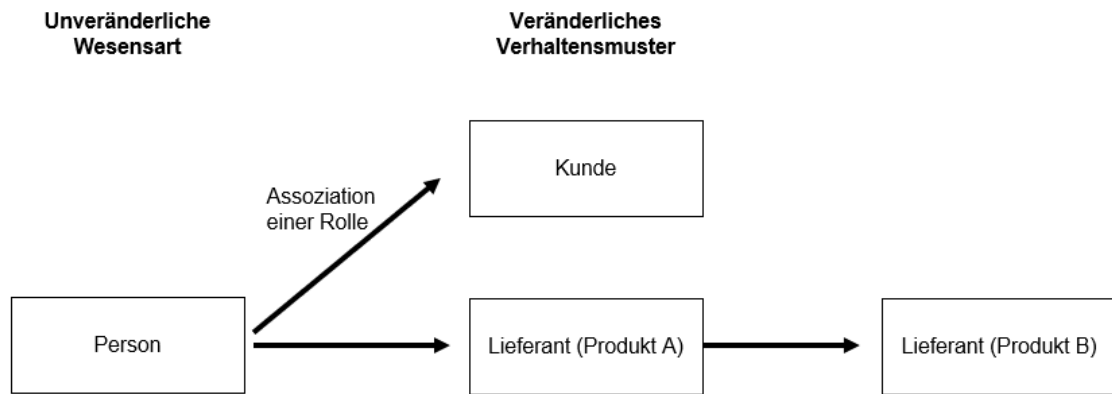 Unveränderliche
Wesensart
Veränderliches
Verhaltensmuster
Kunde
Assoziation
einer Rolle
Person
Lieferant (Produkt A)
Lieferant (Produkt B)